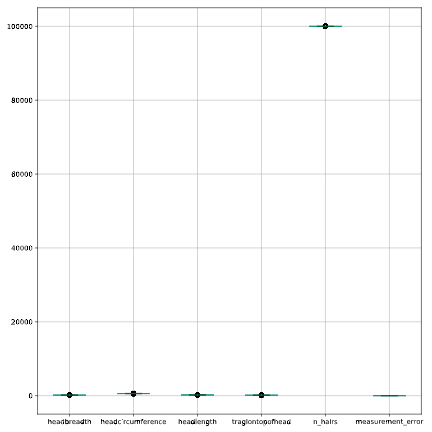 100000
80000
60000
40000
20000
0
headbreadth
headcircumference
headlength
tragiontopofhead
n_hairs
measurement_error